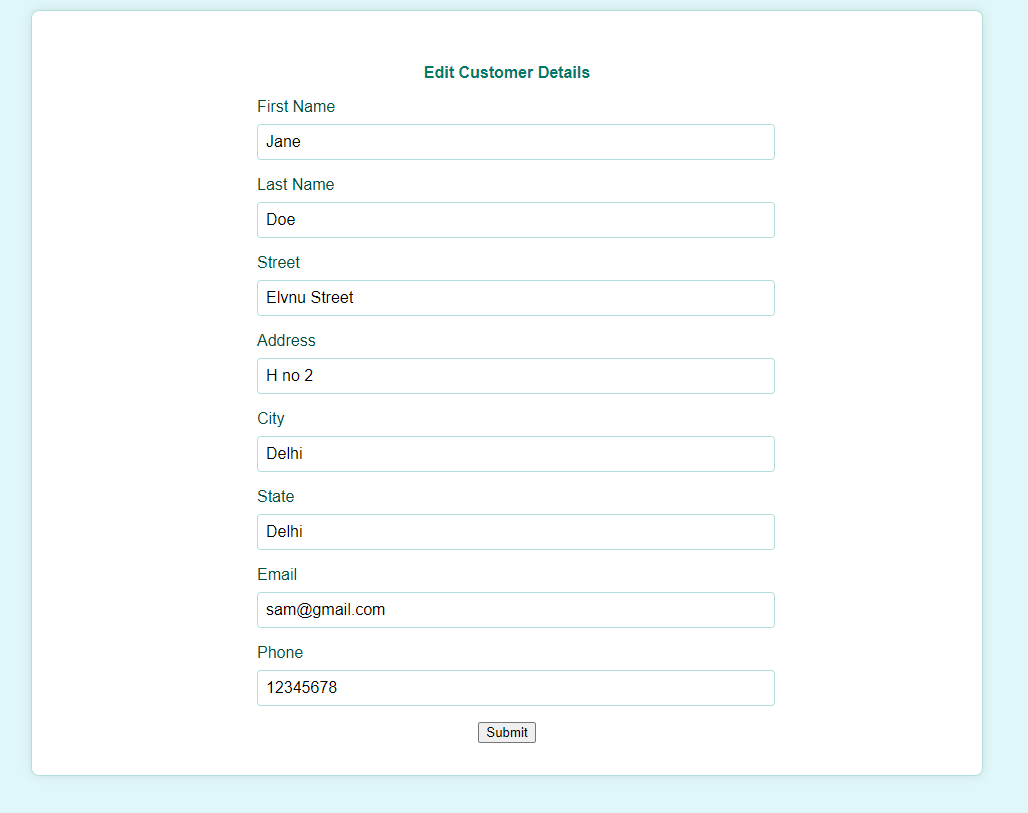 Edit Customer Details
First Name
Jane
Last Name
Doe
Street
Elvnu Street
Address
H no 2
City
Delhi
State
Delhi
Email
sam@gmail.com
Phone
12345678
Submit